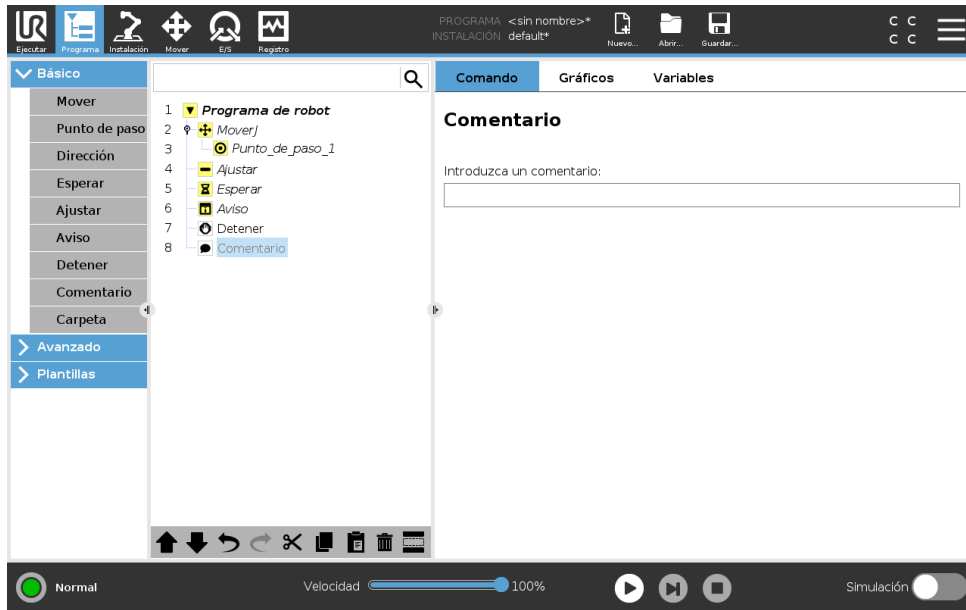 PROGRAMA <sin nombre>*
INSTALACIÓN default*
Ejecutar Programa Instalación Mover E/S Registro Nuevo... Abrir... Guardar...
C C
C C
Básico
Mover
Punto de paso
Dirección
Esperar
Ajustar
Aviso
Detener
Comentario
Carpeta
Avanzado
Plantillas
1 Programa de robot
2 MoverJ
3 Punto_de_paso_1
4 Ajustar
5 Esperar
6 Aviso
7 Detener
8 Comentario
Comando Gráficos Variables
Comentario
Introduzca un comentario:
Normal Velocidad 100% Simulación